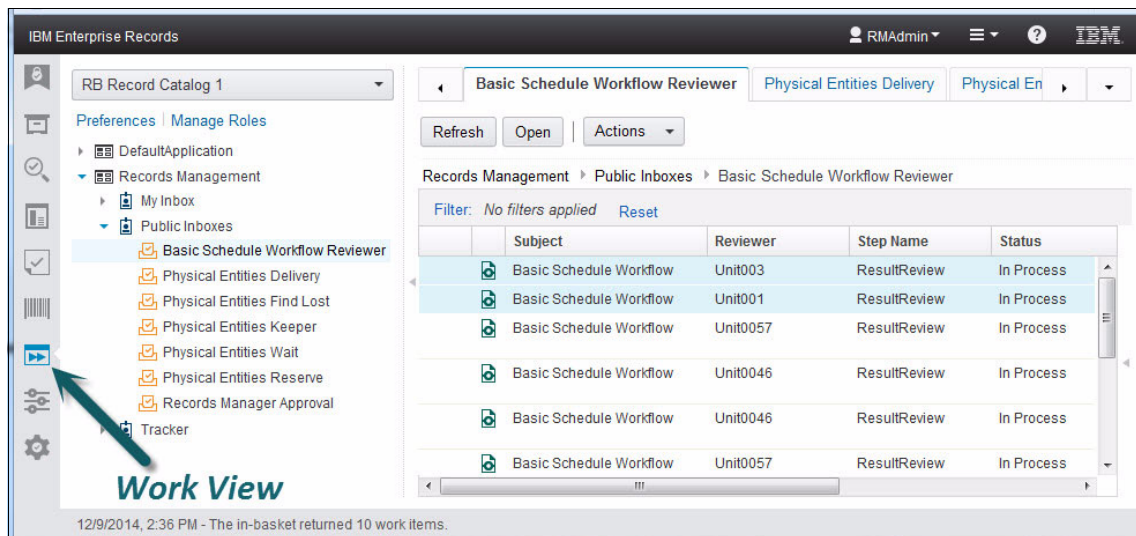 IBM Enterprise Records
RMAdmin
IBM
RB Record Catalog 1
Preferences | Manage Roles
DefaultApplication
Records Management
My Inbox
Public Inboxes
Basic Schedule Workflow Reviewer
Physical Entities Delivery
Physical Entities Find Lost
Physical Entities Keeper
Physical Entities Wait
Physical Entities Reserve
Records Manager Approval
Tracker
Work View
Basic Schedule Workflow Reviewer Physical Entities Delivery Physical En
Refresh Open Actions
Records Management Public Inboxes Basic Schedule Workflow Reviewer
Filter: No filters applied Reset
Subject Reviewer Step Name Status
Basic Schedule Workflow Unit003 ResultReview In Process
Basic Schedule Workflow Unit001 ResultReview In Process
Basic Schedule Workflow Unit0057 ResultReview In Process
Basic Schedule Workflow Unit0046 ResultReview In Process
Basic Schedule Workflow Unit0046 ResultReview In Process
Basic Schedule Workflow Unit0057 ResultReview In Process
12/9/2014, 2:36 PM - The in-basket returned 10 work items.